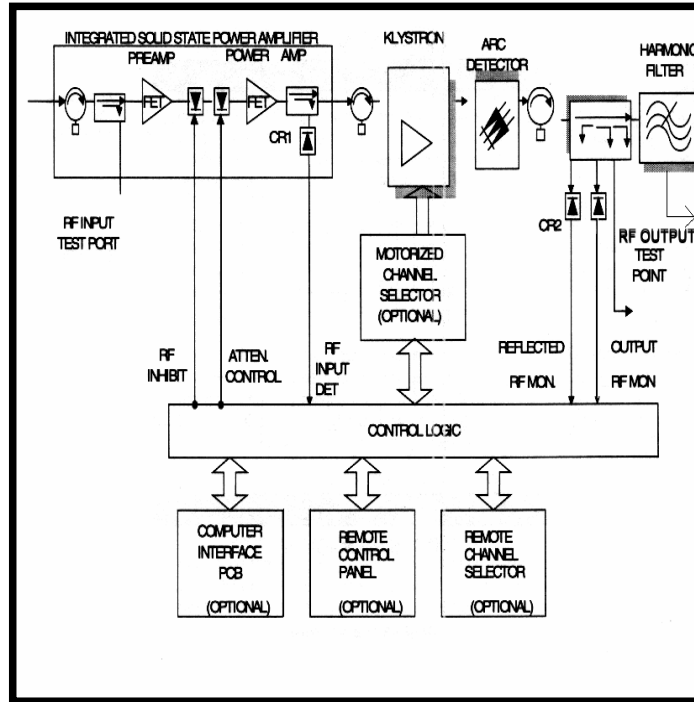 INTEGRATED SOLID STATE POWER AMPLIFIER
PREAMP
POWER AMP
KLYSTRON
ARC
DETECTOR
HARMONIC
FILTER
FET
FET
CR1
RF INPUT
TEST PORT
CR2
RF OUTPUT
TEST
POINT
MOTORIZED
CHANNEL
SELECTOR
(OPTIONAL)
RF
INHIBIT
ATTEN.
CONTROL
RF
INPUT
DET
REFLECTED
RF MON.
OUTPUT
RF MON
CONTROL LOGIC
COMPUTER
INTERFACE
PCB
(OPTIONAL)
REMOTE
CONTROL
PANEL
(OPTIONAL)
REMOTE
CHANNEL
SELECTOR
(OPTIONAL)